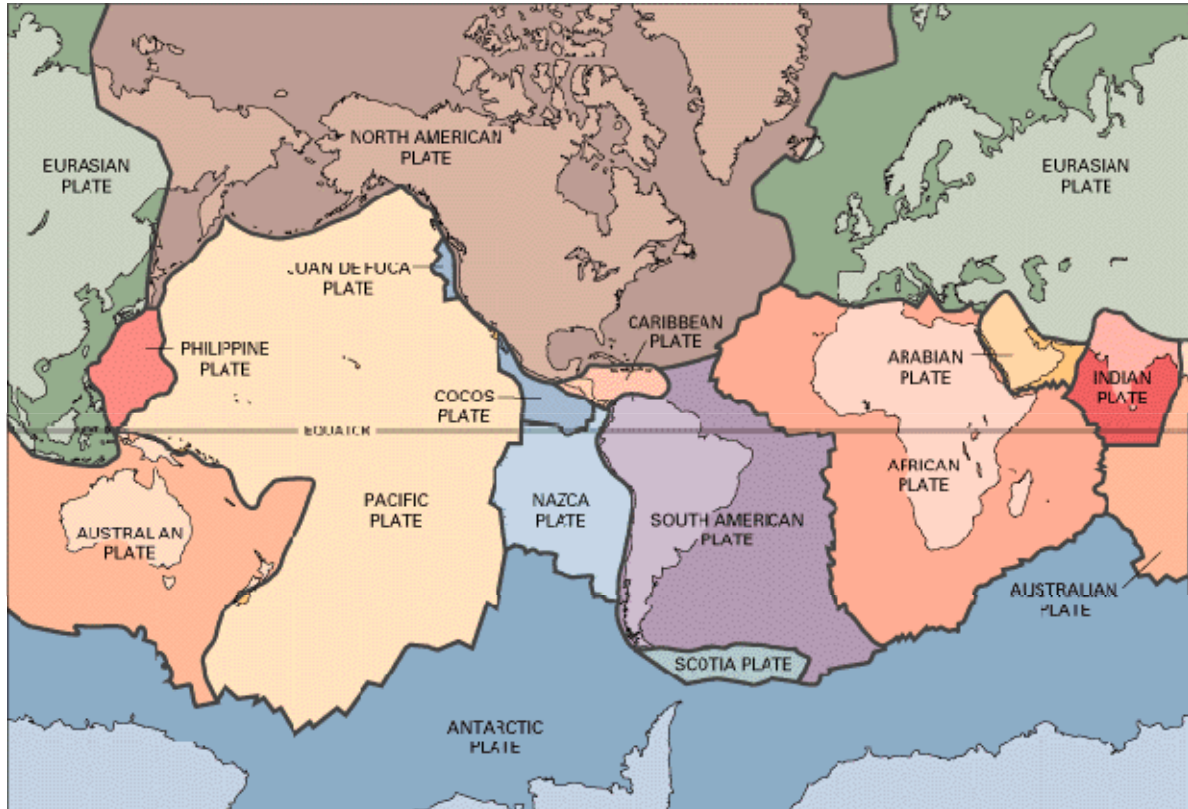 NORTH AMERICAN
PLATE
EURASIAN
PLATE
EURASIAN
PLATE
JUAN DE FUCA
PLATE
CARIBBEAN
PLATE
PHILIPPINE
PLATE
ARABIAN
PLATE
INDIAN
PLATE
COCOS
PLATE
EQUATOR
AFRICAN
PLATE
PACIFIC
PLATE
NAZCA
PLATE
SOUTH AMERICAN
PLATE
AUSTRALIAN
PLATE
AUSTRALIAN
PLATE
SCOTIA PLATE
ANTARCTIC
PLATE